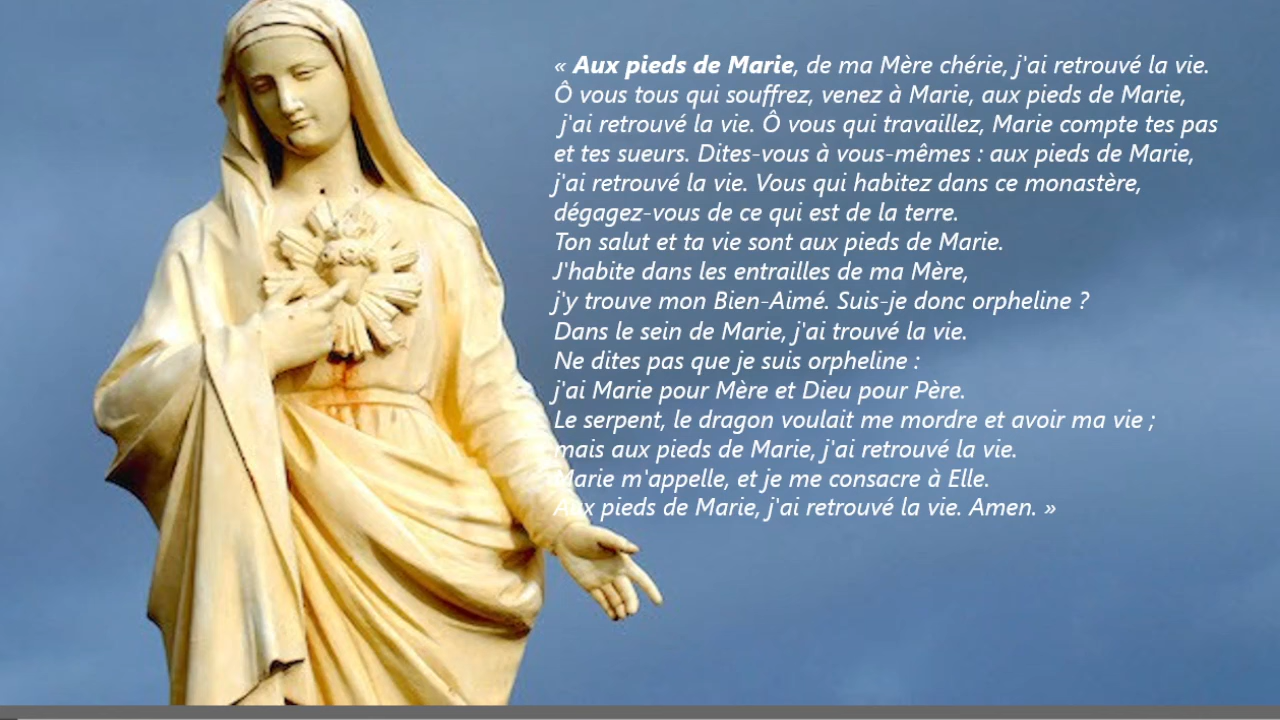 « Aux pieds de Marie, de ma Mère chérie, j'ai retrouvé la vie.
Ô vous tous qui souffrez, venez à Marie, aux pieds de Marie,
j'ai retrouvé la vie. Ô vous qui travaillez, Marie compte tes pas
et tes sueurs. Dites-vous à vous-mêmes : aux pieds de Marie,
j'ai retrouvé la vie. Vous qui habitez dans ce monastère,
dégagez-vous de ce qui est de la terre.
Ton salut et ta vie sont aux pieds de Marie.
J'habite dans les entrailles de ma Mère,
j'y trouve mon Bien-Aimé. Suis-je donc orpheline ?
Dans le sein de Marie, j'ai trouvé la vie.
Ne dites pas que je suis orpheline :
j'ai Marie pour Mère et Dieu pour Père.
Le serpent, le dragon voulait me mordre et avoir ma vie ;
mais aux pieds de Marie, j'ai retrouvé la vie.
Marie m'appelle, et je me consacre à Elle.
Aux pieds de Marie, j'ai retrouvé la vie. Amen. »